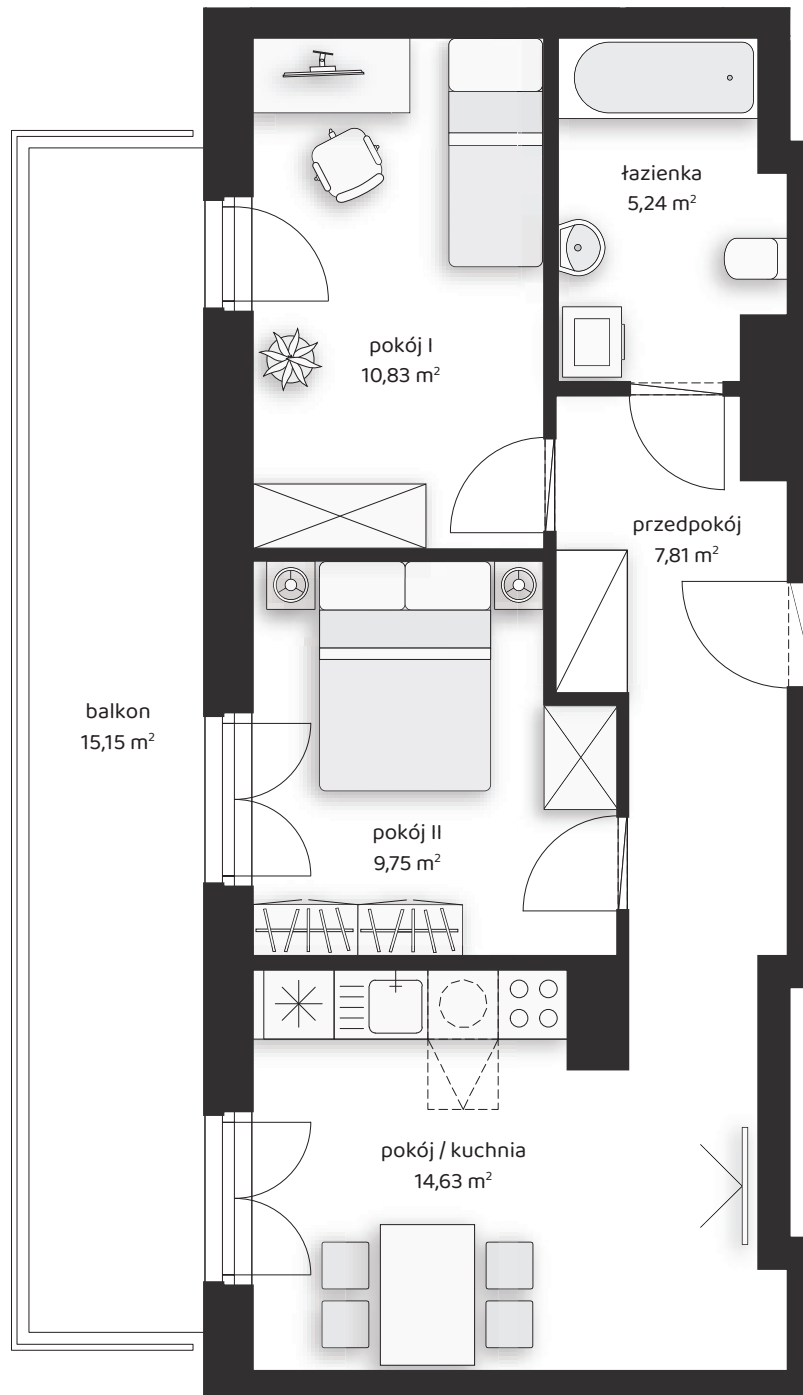 łazienka
5,24 m²
pokój I
10,83 m²
przedpokój
7,81 m²
balkon
15,15 m²
pokój II
9,75 m²
pokój / kuchnia
14,63 m²